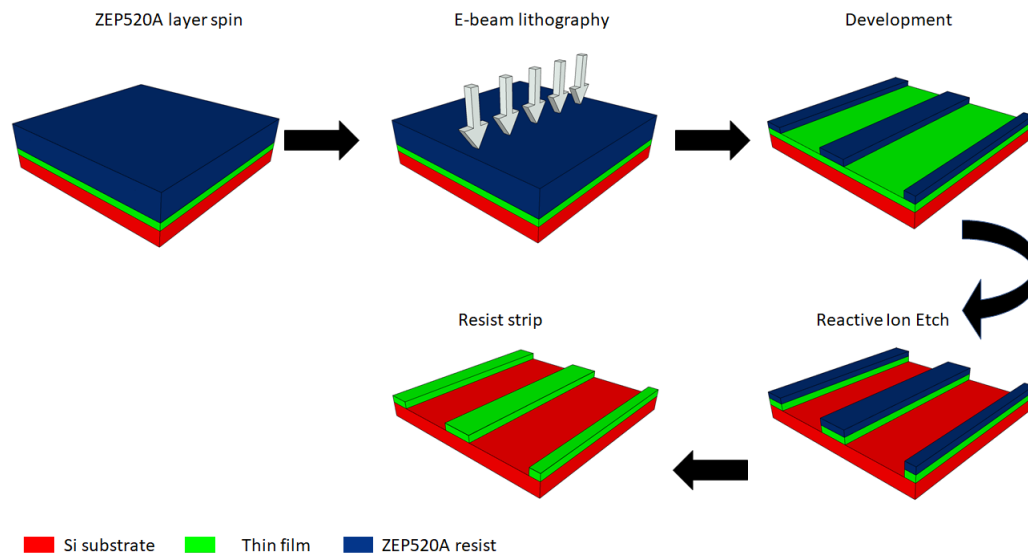 ZEP520A layer spin
E-beam lithography
Development
Resist strip
Reactive Ion Etch
Si substrate
Thin film
ZEP520A resist